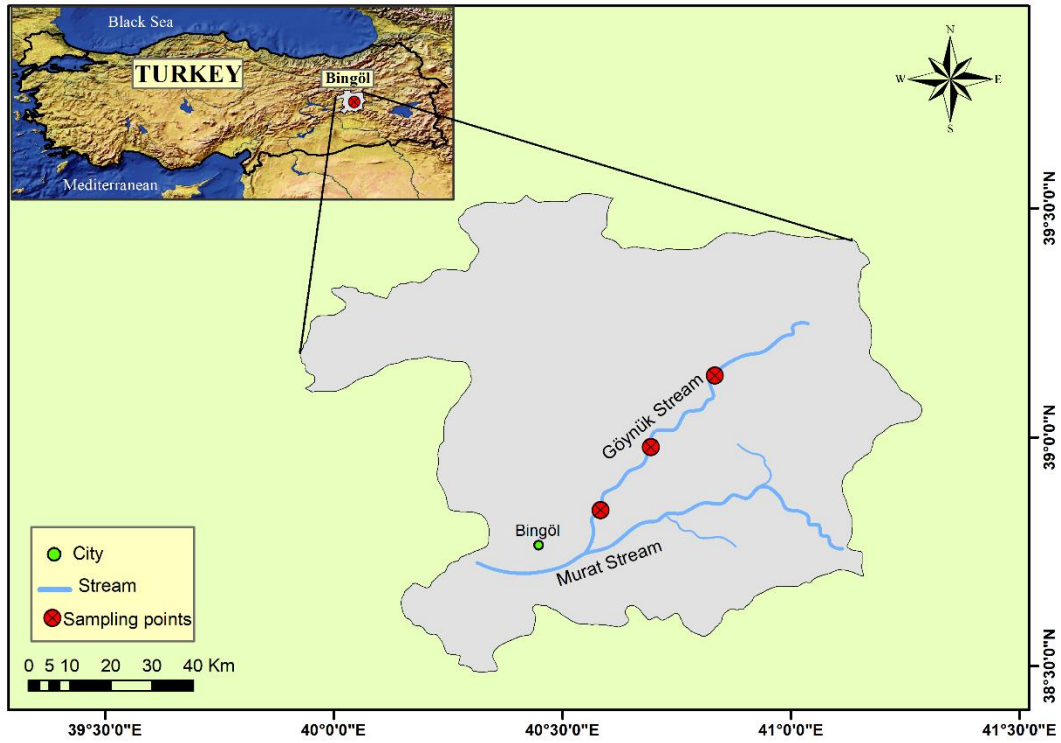 Black Sea
TURKEY
Bingöl
Mediterranean
N
W
E
S
39°30'0"N
39°0'0"N
38°30'0"N
Göynük Stream
Bingöl
Murat Stream
City
Stream
Sampling points
0 5 10 20 30 40 Km
39°30'0"E
40°0'0"E
40°30'0"E
41°0'0"E
41°30'0"E